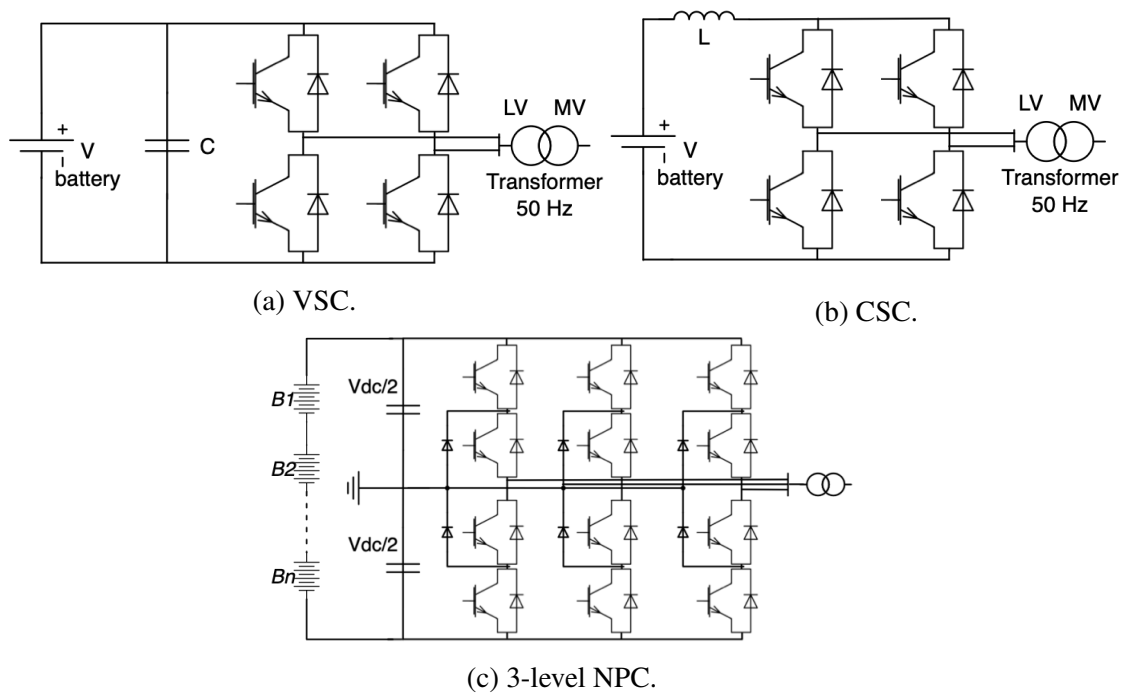 L
LV MV
+
V
-
battery
C
Transformer
50 Hz
(a) VSC.
LV MV
+
V
-
battery
Transformer
50 Hz
(b) CSC.
B1
Vdc/2
B2
Vdc/2
Bn
(c) 3-level NPC.